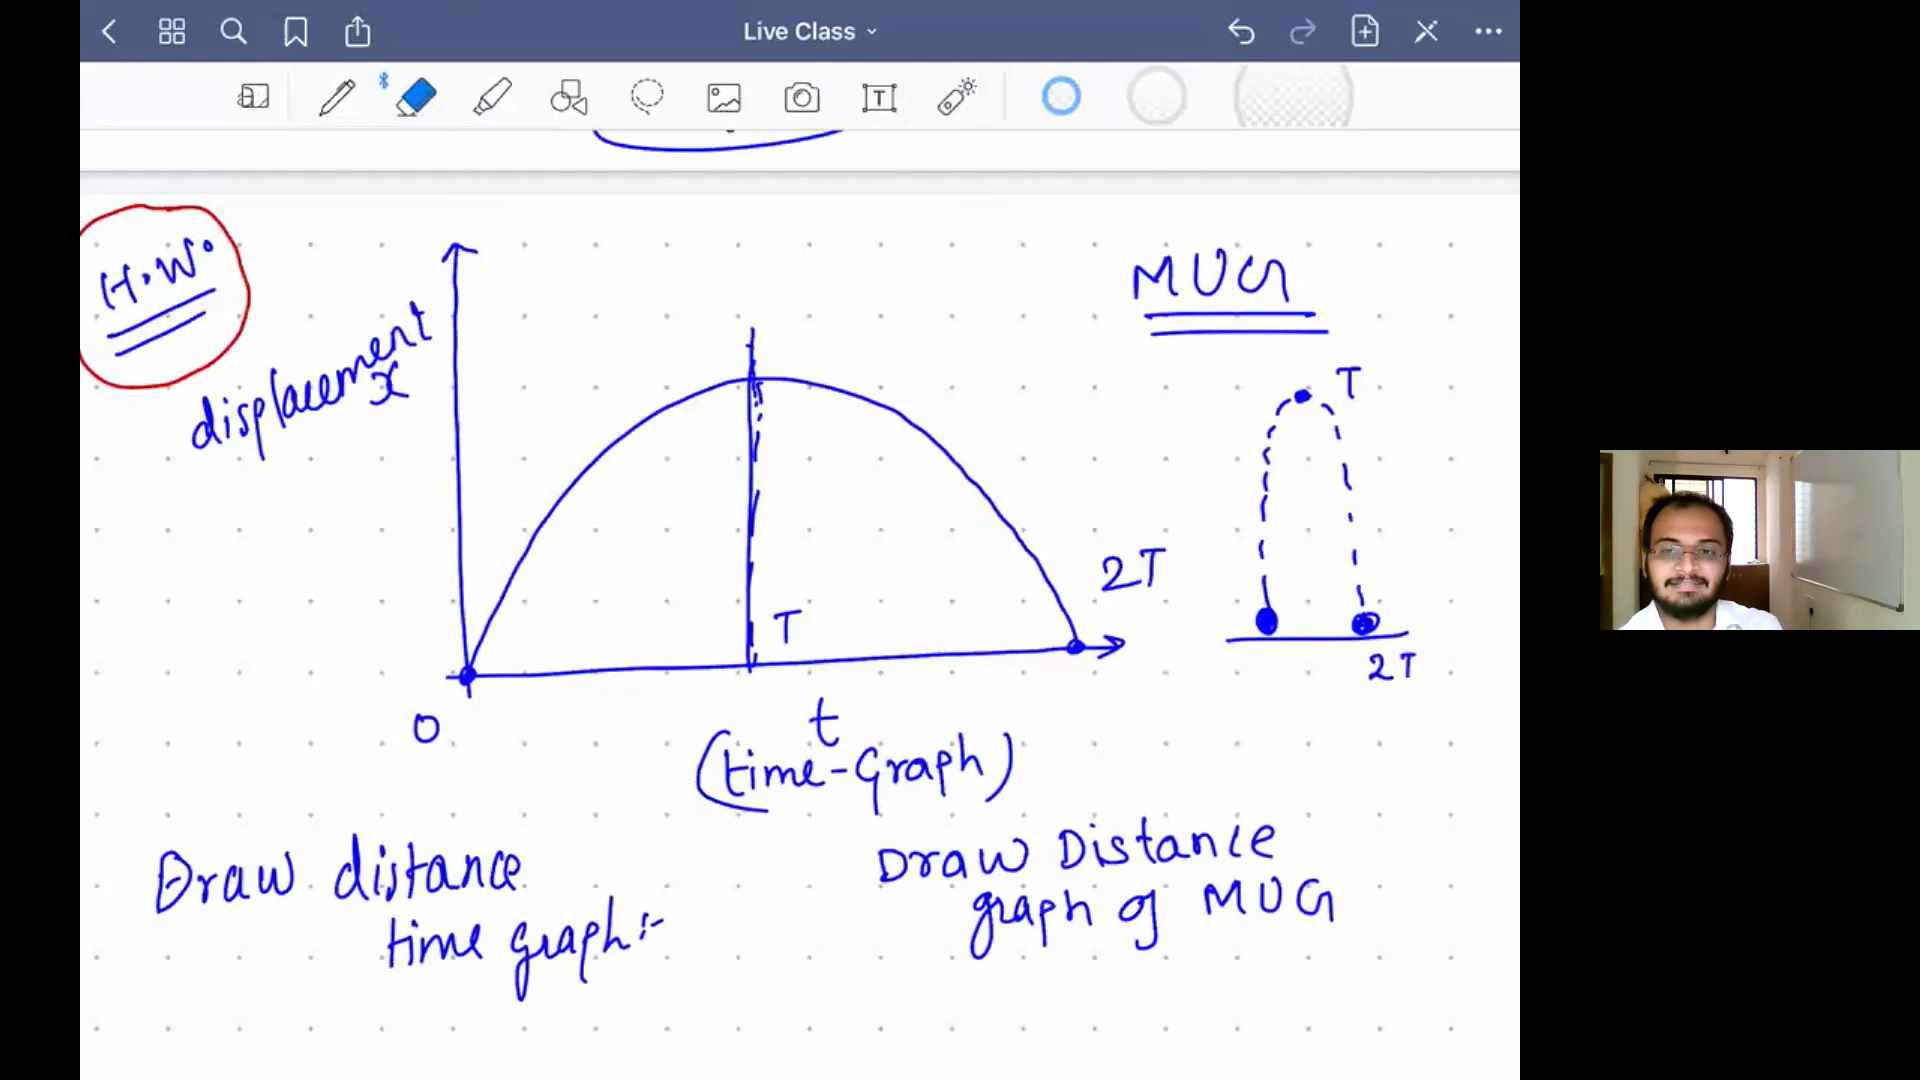 Live Class
T
H.W.
MUG
displacement
x
T
2T
T
2T
0
t
(time-Graph)
Draw distance
time graph:-
Draw Distance
graph of MUG